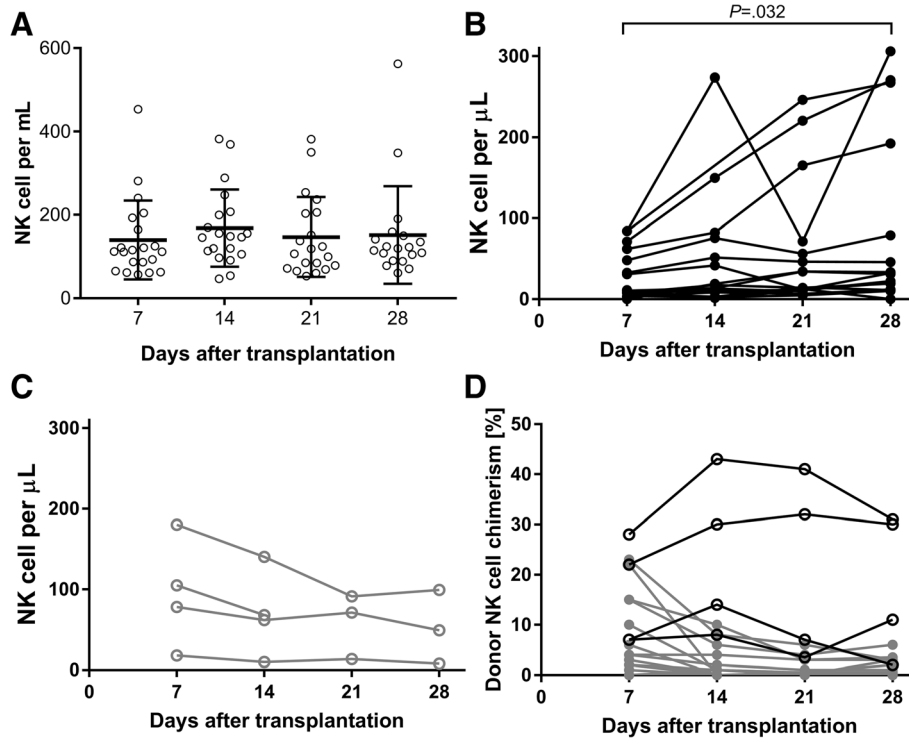 A
NK cell per mL
600
400
200
0
7 14 21 28
Days after transplantation
B
P=.032
NK cell per μL
300
200
100
0
0 7 14 21 28
Days after transplantation
C
NK cell per μL
300
200
100
0
0 7 14 21 28
Days after transplantation
D
Donor NK cell chimerism [%]
50
40
30
20
10
0
0 7 14 21 28
Days after transplantation